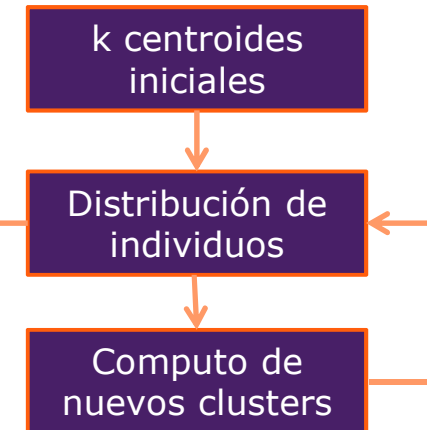 k centroides
iniciales
Distribución de
individuos
Computo de
nuevos clusters